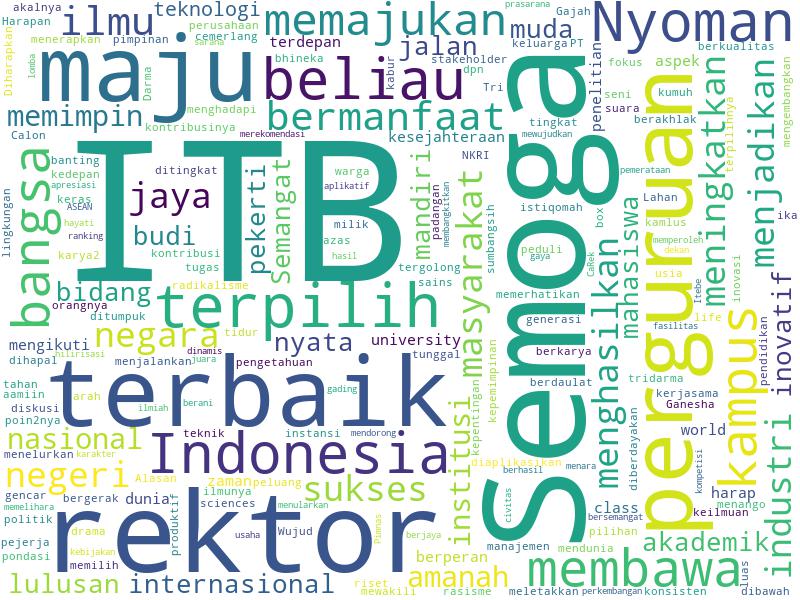 akalnya
teknologi
memajukan
prasarana
Gajah
Nyoman
Harapan
ilmu
perusahaan
muda
menerapkan
pimpinan
cemerlang
terdepan
jalan
keluarga
PT
berkualitas
Diharapkan
maju
sarana
bhineka
stakeholder
fokus
aspek
lomba
Darma
beliau
kabur
dpn
Tri
penelitian
seni
kumuh
mengembangkan
memimpin
menghadapi
bermanfaat
suara
berakhlak
kontribusinya
tingkat
Calon
merekomendasi
kesejahteraan
mewujudkan
terpilihnya
bangsa
banting
ITB
ditingkat
pekerti
Semangat
warga
mandiri
NKRI
Semoga
perguruan
meningkatkan
menjadikan
kedepan
apresiasi
keras
jaya
aplikatif
padangan
membangkitkan
masyarakat
pemerataan
lingkungan
ASEAN
hayati
ranking
budi
milik
azas
hasil
istiqomah
box
Lahan
kamlus
ika
karya2
kontribusi
tugas
tergolong
sumbangsih
peduli
gaya
CaRek
menghasilkan
mahasiswa
memperoleh
dekan
bidang
radikalisme
sains
usia
inovasi
orangnya
terpilih
memerhatikan
Itebe
ditumpuk
generasi
life
inovatif
negara
tidur
nyata
university
fasilitas
kampus
mengikuti
hilirisasi
dinamis
juara
tunggal
berkarya
pendidikan
dihapal
menjalankan
pengetahuan
kepentingan
kepemimpinan
tridarma
tahan
terbaik
gading
berdaulat
kerjasama
aamiin
arah
Ganesha
diskusi
ilmiah
berani
poin2nya
teknik
instansi
mendorong
institusi
diberdayakan
world
industri
nasional
Indonesia
menelurkan
karakter
diaplikasikan
kompetisi
negeri
Alasan
zaman
peluang
berhasil
menara
gencar
bergerak
dunia
ilmunya
sukses
harap
memelihara
produktif
sciences
menularkan
civitas
class
menango
politik
rektor
usaha
bersemangat
keilmuan
drama
Wujud
Pimnas
berjaya
pilihan
pejerja
kebijakan
manajemen
mendunia
akademik
pondasi
memilih
berperan
membawa
luas
lulusan
internasional
riset
amanah
mewakili
rasisme
meletakkan
perkembangan
konsisten
dibawah